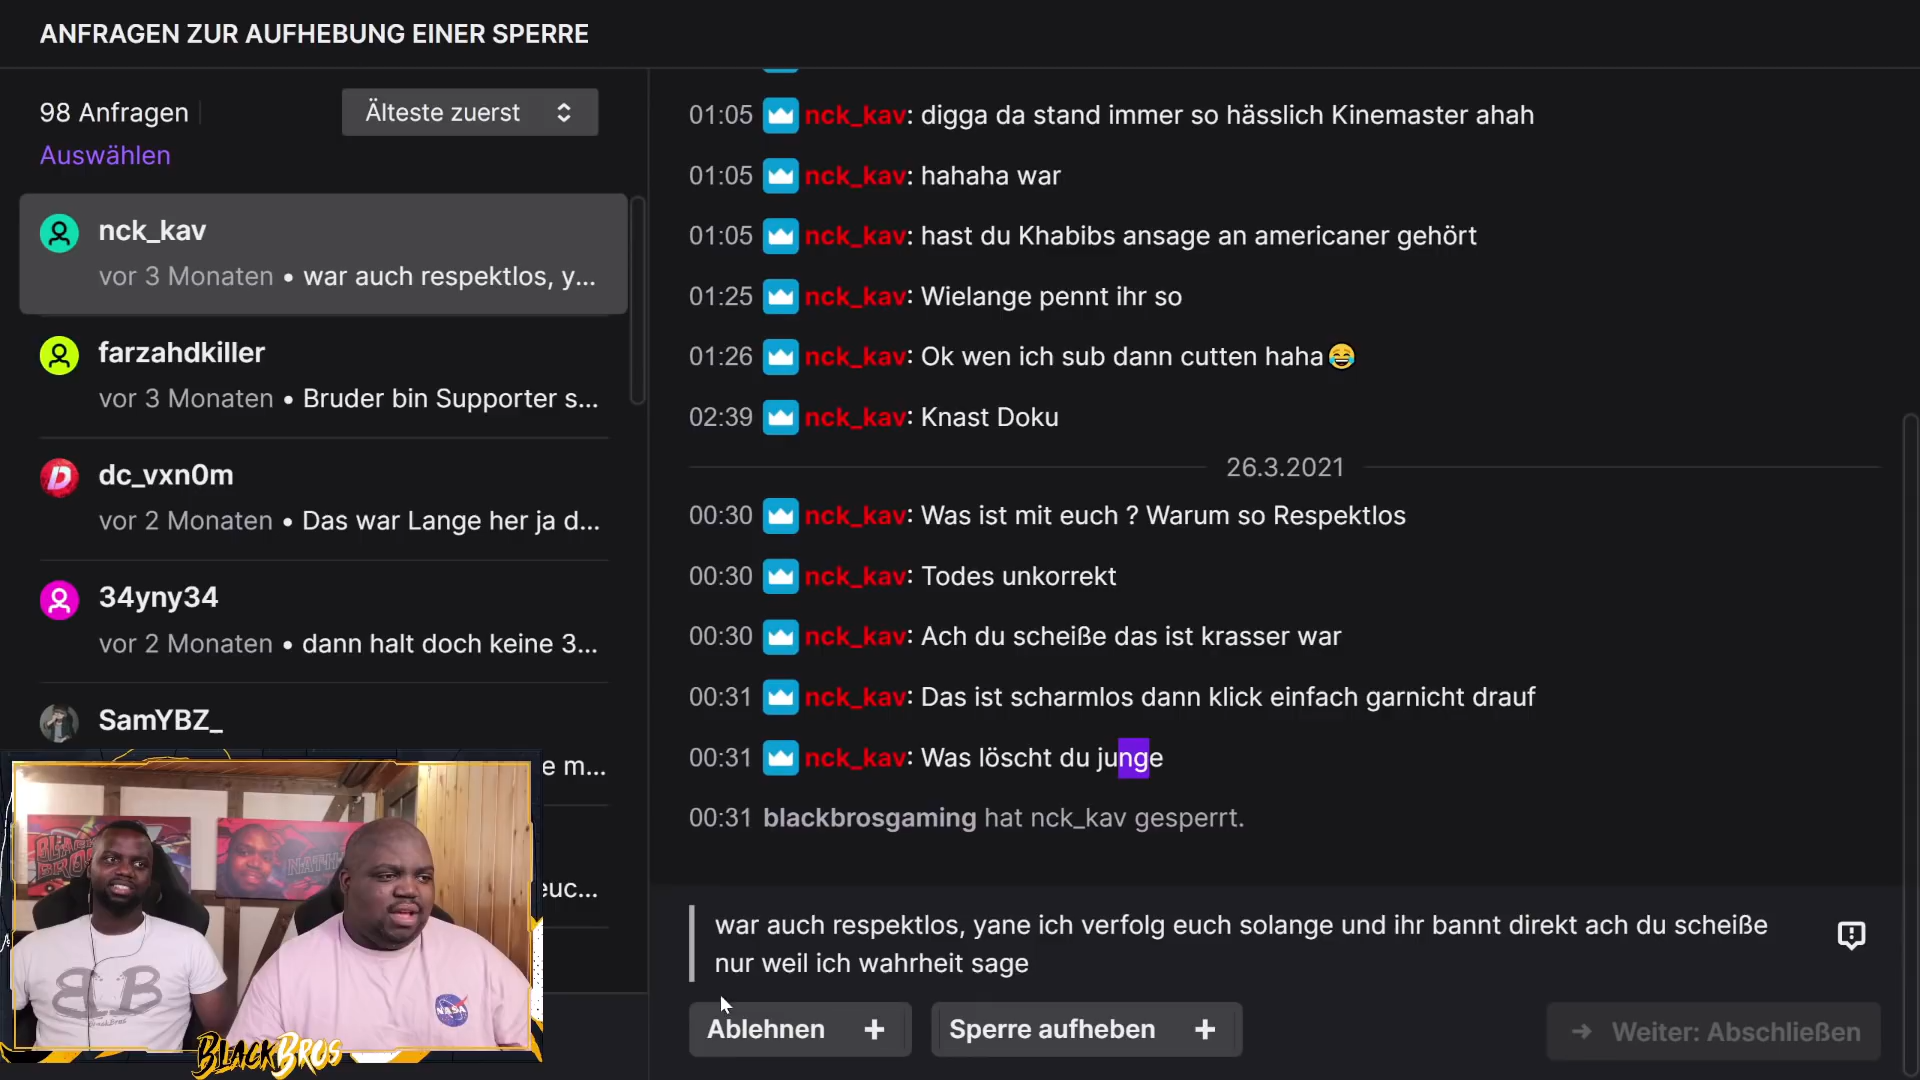 ANFRAGEN ZUR AUFHEBUNG EINER SPERRE
98 Anfragen
Älteste zuerst
Auswählen
nck_kav
vor 3 Monaten • war auch respektlos, y...
farzahdkiller
vor 3 Monaten • Bruder bin Supporter s...
dc_vxn0m
vor 2 Monaten • Das war Lange her ja d...
34yny34
vor 2 Monaten • dann halt doch keine 3...
SamYBZ_
e m...
euc...
01:05 nck_kav: digga da stand immer so hässlich Kinemaster ahah
01:05 nck_kav: hahaha war
01:05 nck_kav: hast du Khabibs ansage an americaner gehört
01:25 nck_kav: Wielange pennt ihr so
01:26 nck_kav: Ok wen ich sub dann cutten haha😂
02:39 nck_kav: Knast Doku
26.3.2021
00:30 nck_kav: Was ist mit euch ? Warum so Respektlos
00:30 nck_kav: Todes unkorrekt
00:30 nck_kav: Ach du scheiße das ist krasser war
00:31 nck_kav: Das ist scharmlos dann klick einfach garnicht drauf
00:31 nck_kav: Was löscht du junge
00:31 blackbrosgaming hat nck_kav gesperrt.
war auch respektlos, yane ich verfolg euch solange und ihr bannt direkt ach du scheiße
nur weil ich wahrheit sage
Ablehnen +
Sperre aufheben +
→ Weiter: Abschließen
NASA
BLACKBROS